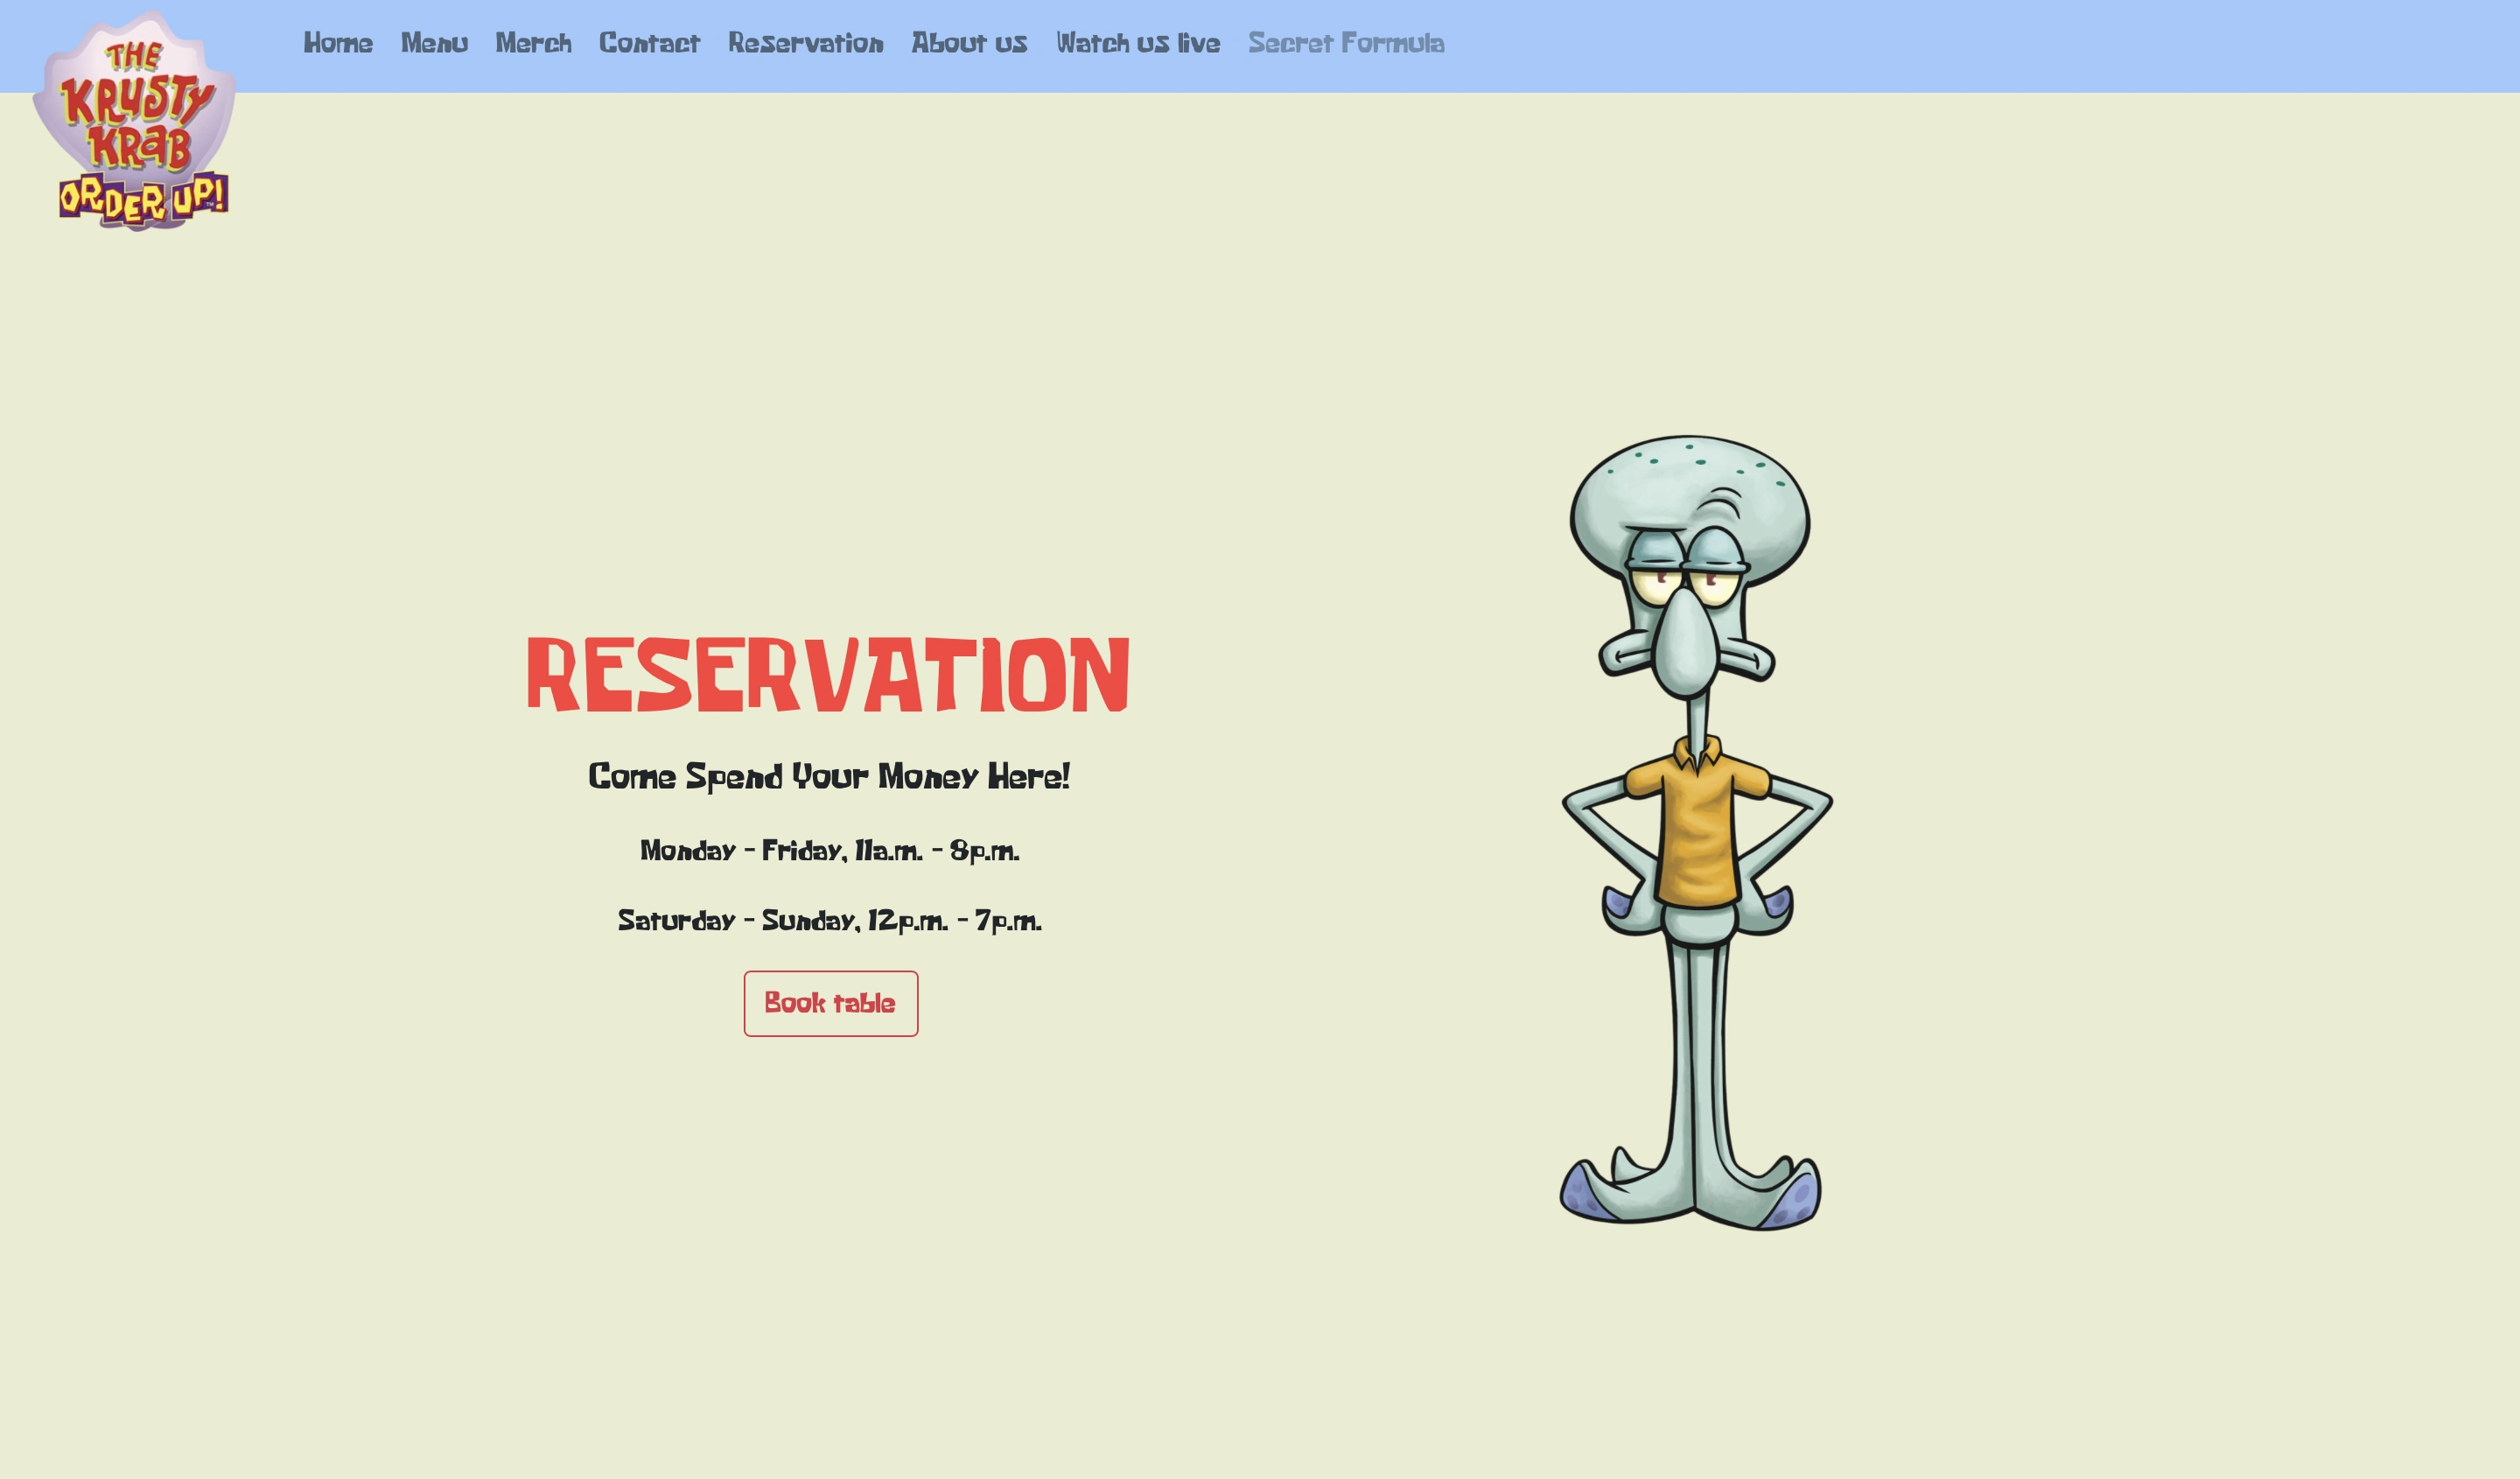 THE
KRUSTY
KRAB
ORDER UP!™
Home Menu Merch Contact Reservation About us Watch us live Secret Formula
RESERVATION
Come Spend Your Money Here!
Monday - Friday, 11a.m. - 8p.m.
Saturday - Sunday, 12p.m. - 7p.m.
Book table